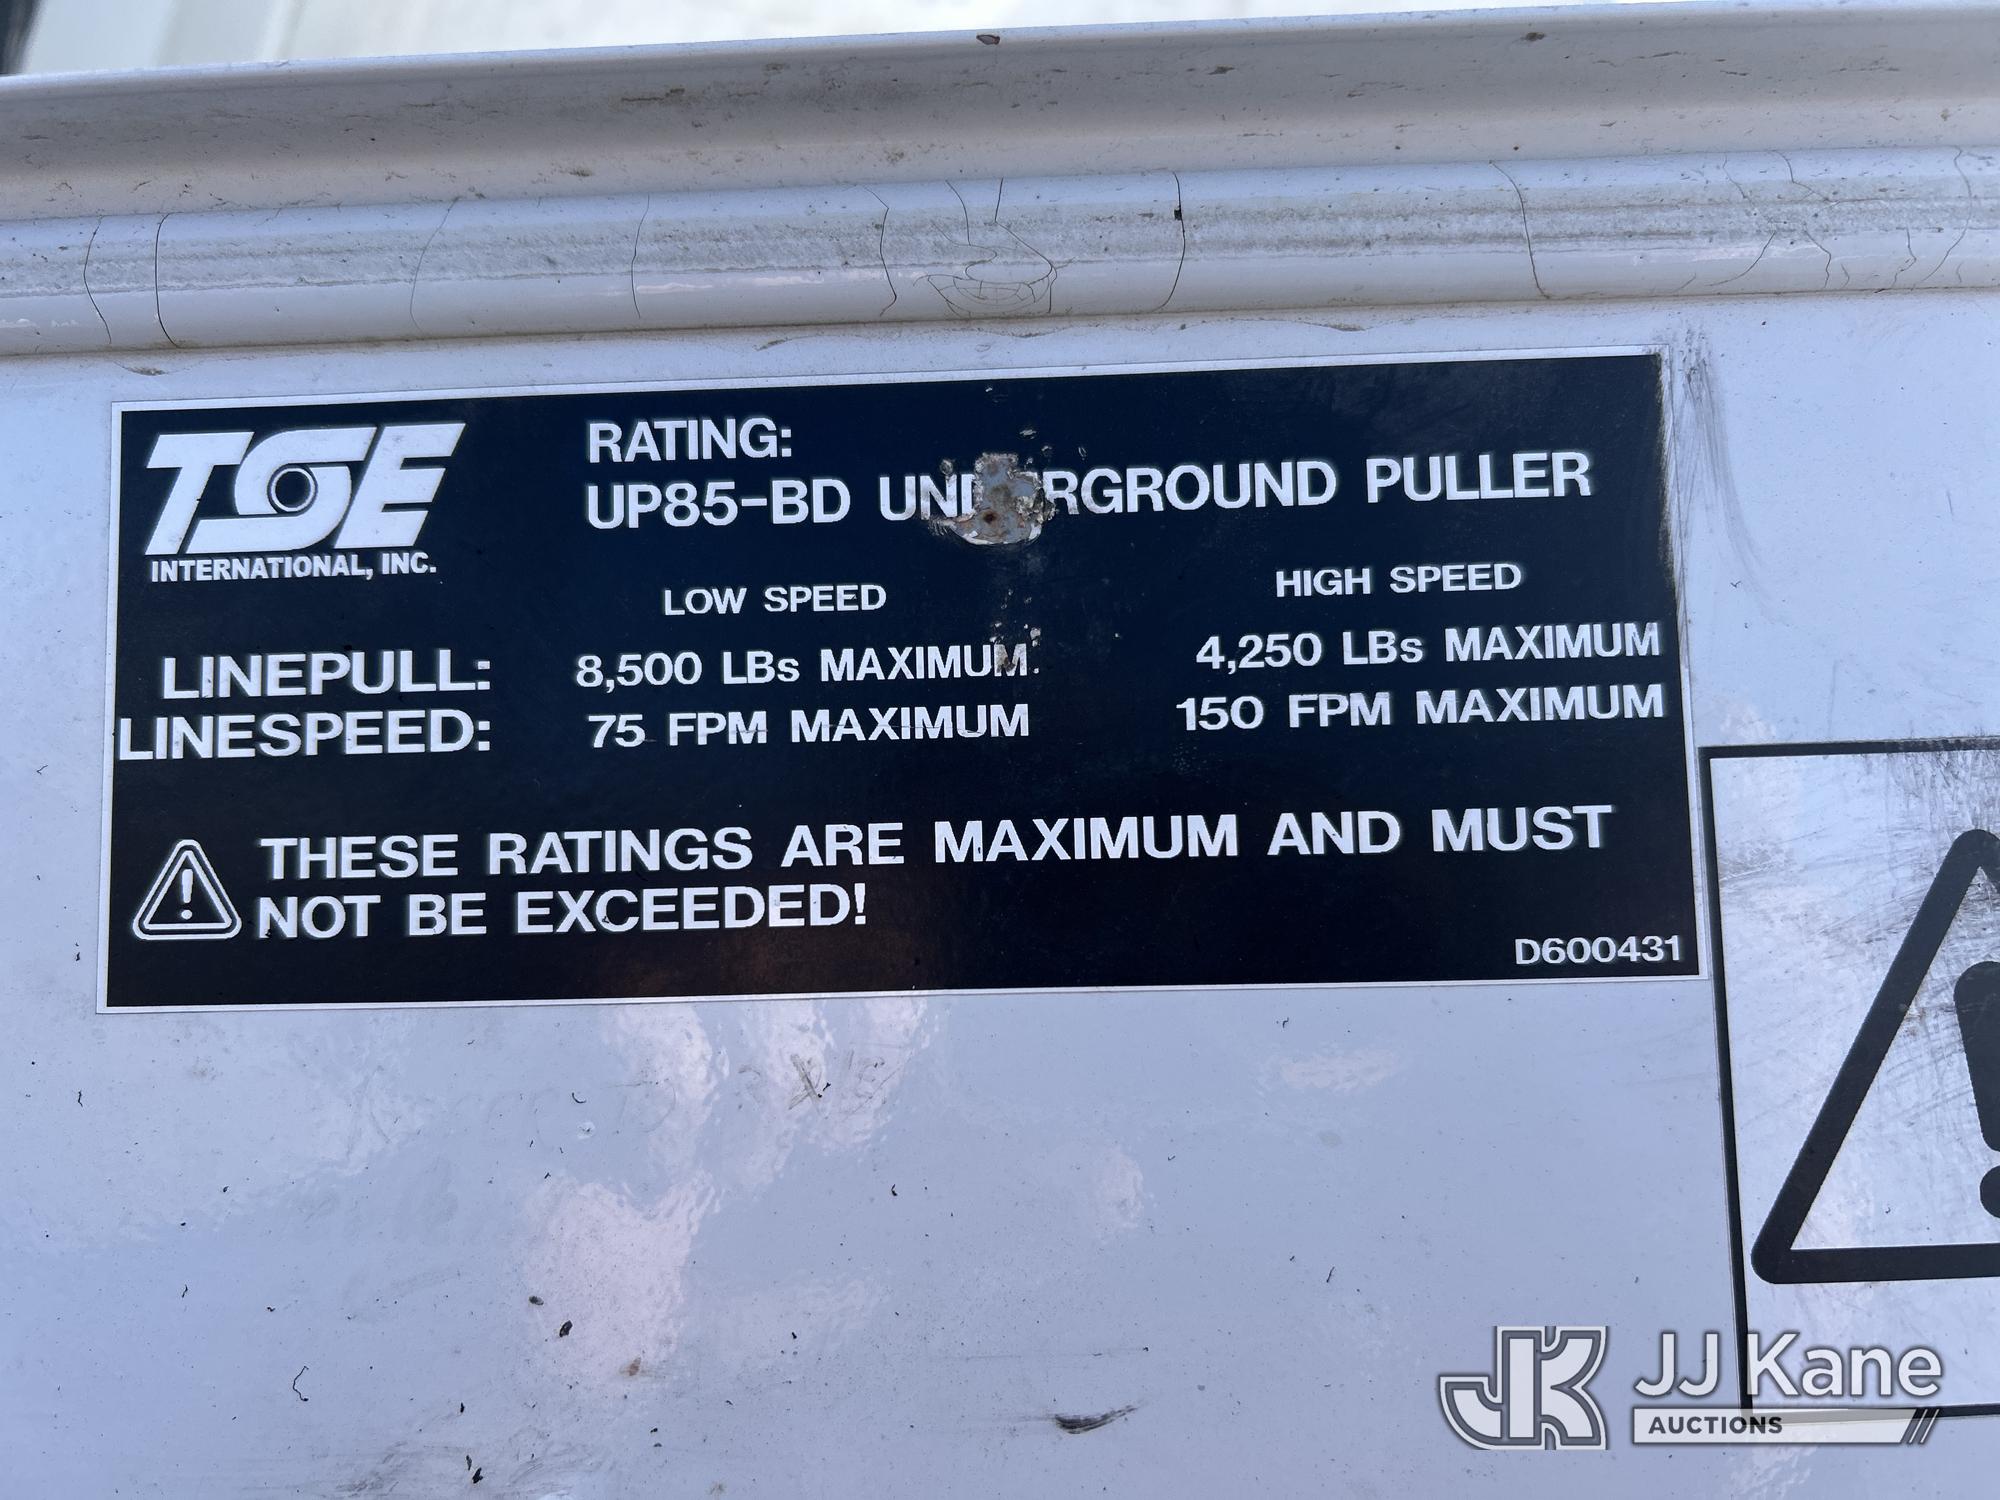 TSE
INTERNATIONAL, INC.
RATING:
UP85-BD UNDERGROUND PULLER
LOW SPEED HIGH SPEED
LINEPULL: 8,500 LBs MAXIMUM 4,250 LBs MAXIMUM
LINESPEED: 75 FPM MAXIMUM 150 FPM MAXIMUM
THESE RATINGS ARE MAXIMUM AND MUST
NOT BE EXCEEDED!
D600431
JK JJ Kane
AUCTIONS